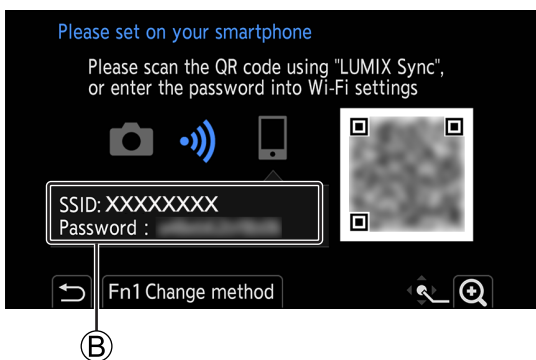 Please set on your smartphone
Please scan the QR code using "LUMIX Sync",
or enter the password into Wi-Fi settings
SSID: XXXXXXXX
Password :
Fn1 Change method
B